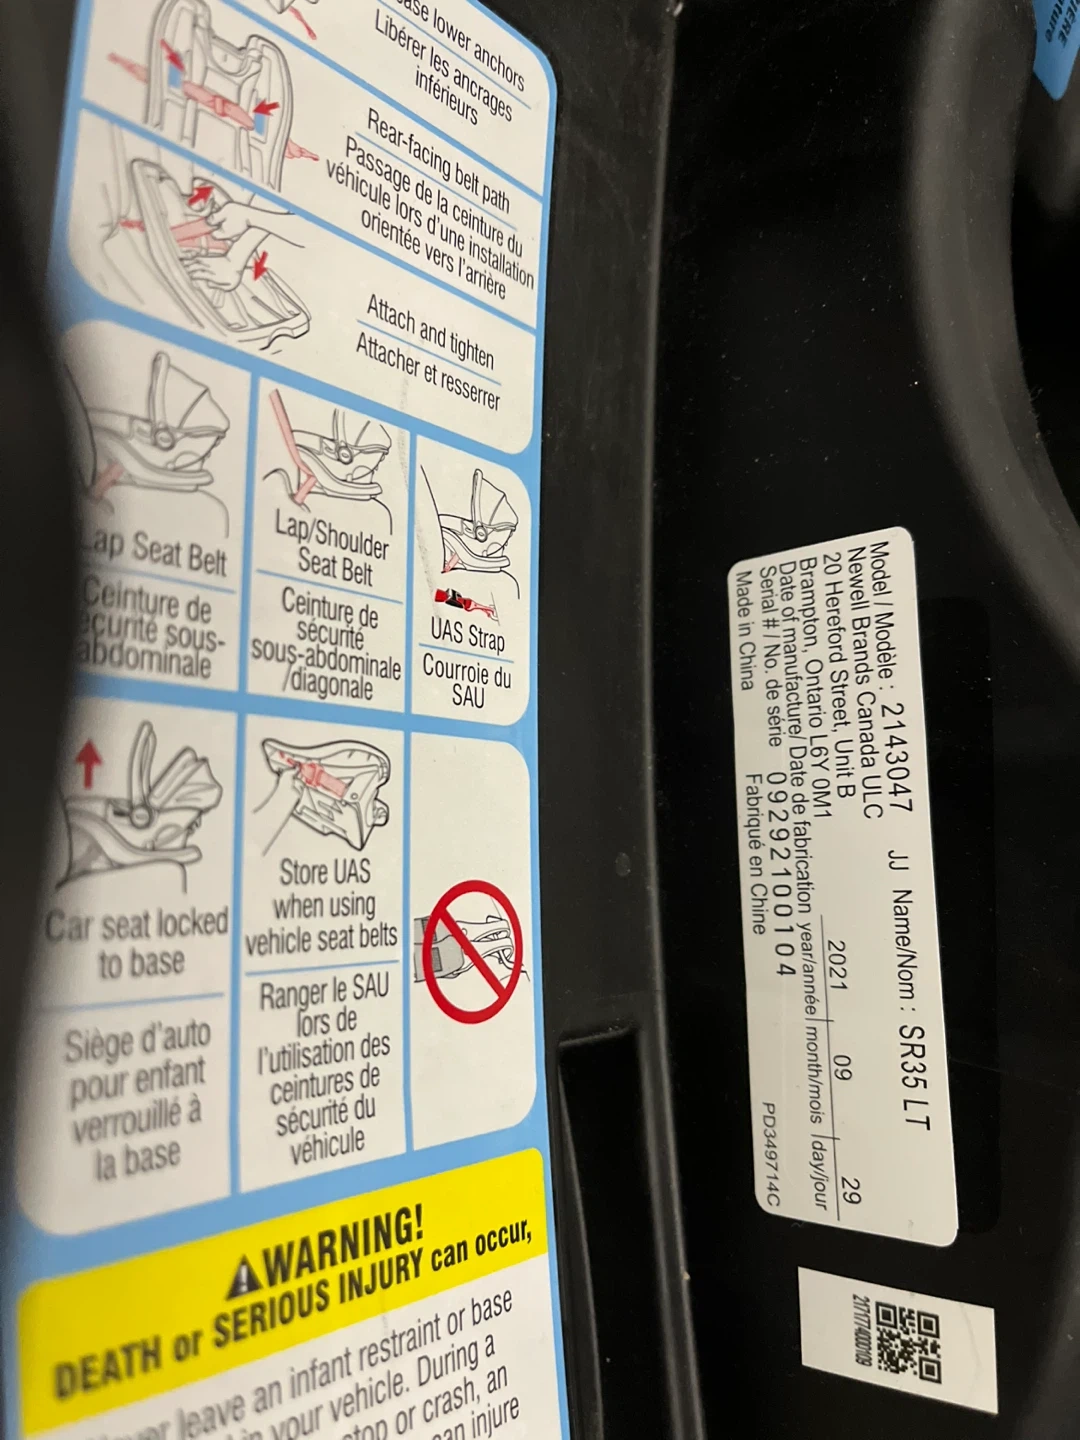 lower anchors
Libérer les ancrages
inférieurs
Rear-facing belt path
Passage de la ceinture du
véhicule lors d'une installation
orientée vers l'arrière
Attach and tighten
Attacher et resserrer
Lap Seat Belt
Ceinture de
sécurité sous-
abdominale
Lap/Shoulder
Seat Belt
Ceinture de
sécurité
sous-abdominale
/diagonale
UAS Strap
Courroie du
SAU
Car seat locked
to base
Siège d'auto
pour enfant
verrouillé à
la base
Store UAS
when using
vehicle seat belts
Ranger le SAU
lors de
l'utilisation des
ceintures de
sécurité du
véhicule
WARNING!
DEATH or SERIOUS INJURY can occur,
leave an infant restraint or base
in your vehicle. During a
stop or crash, an
can injure
Model / Modèle : 2143047 JJ Name/Nom : SR35 LT
Newell Brands Canada ULC
20 Hereford Street, Unit B
Brampton, Ontario L6Y 0M1 2021 09 29
Date of manufacture/ Date de fabrication year/année| month/mois |day/jour
Serial # / No. de série 0929210010 4
Made in China Fabriqué en Chine PD349714C
2171774000109